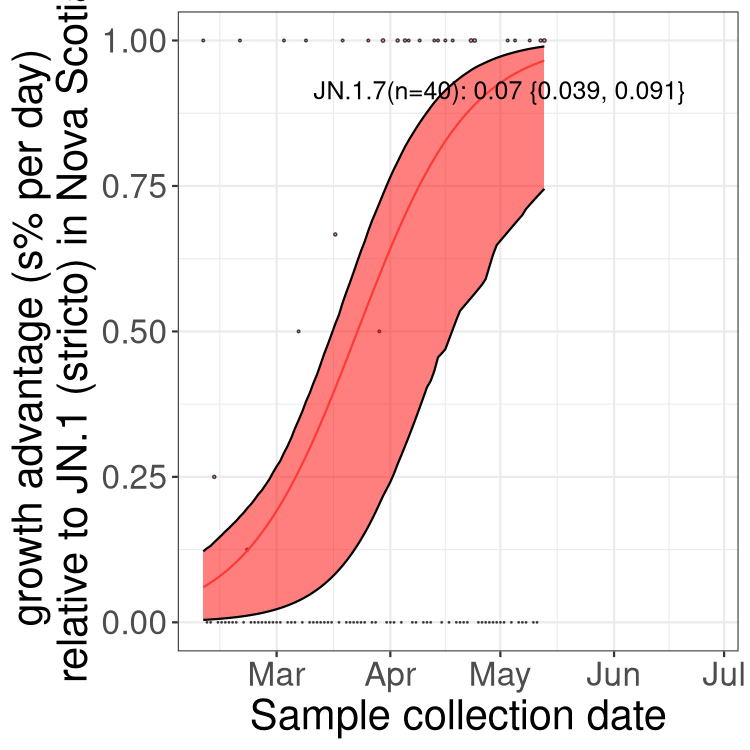 growth advantage (s% per day)
relative to JN.1 (stricto) in Nova Scotia
1.00
0.75
0.50
0.25
0.00
JN.1.7(n=40): 0.07 {0.039, 0.091}
Mar Apr May Jun Jul
Sample collection date